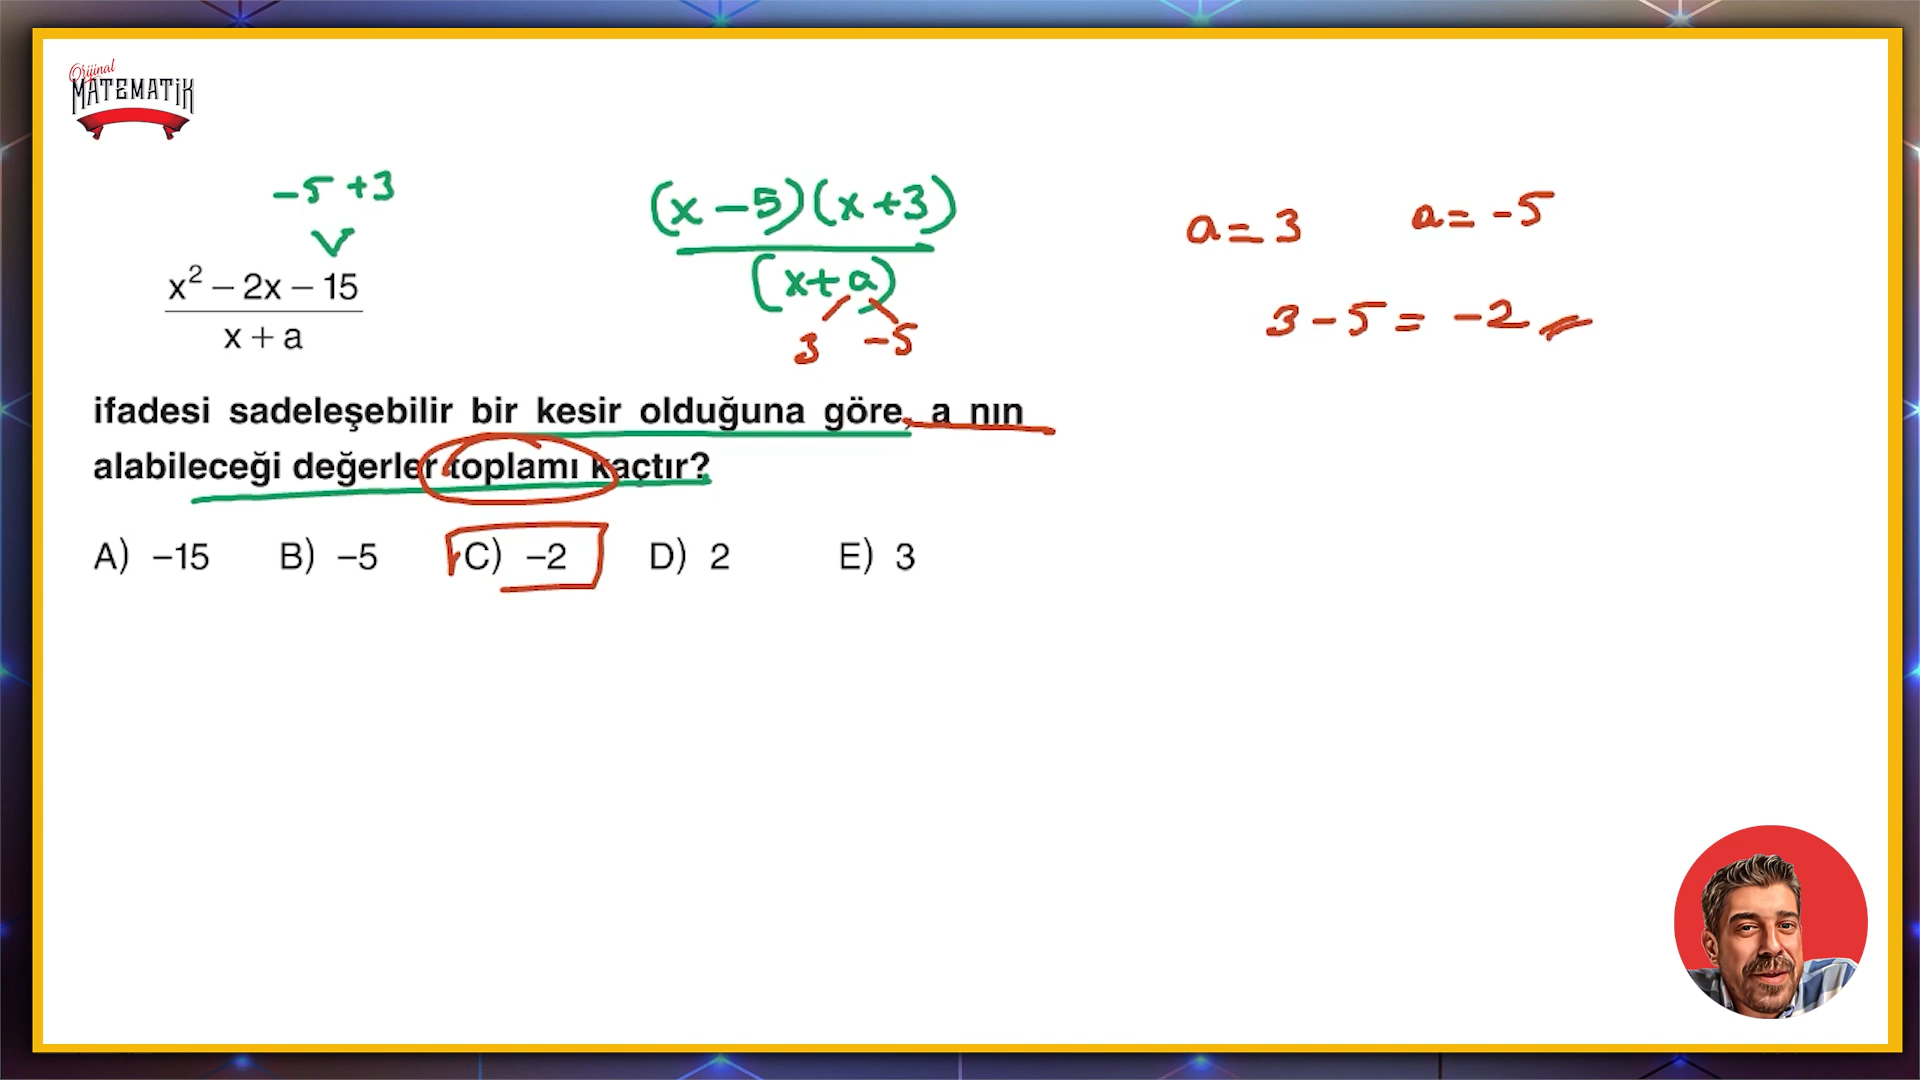 Orijinal
MATEMATİK
-5 +3
x² – 2x – 15
x + a
(x-5)(x+3)
(x+a)
3 -5
a=3 a=-5
3-5=-2
ifadesi sadeleşebilir bir kesir olduğuna göre, a nın
alabileceği değerler toplamı kaçtır?
A) –15 B) –5 C) –2 D) 2 E) 3